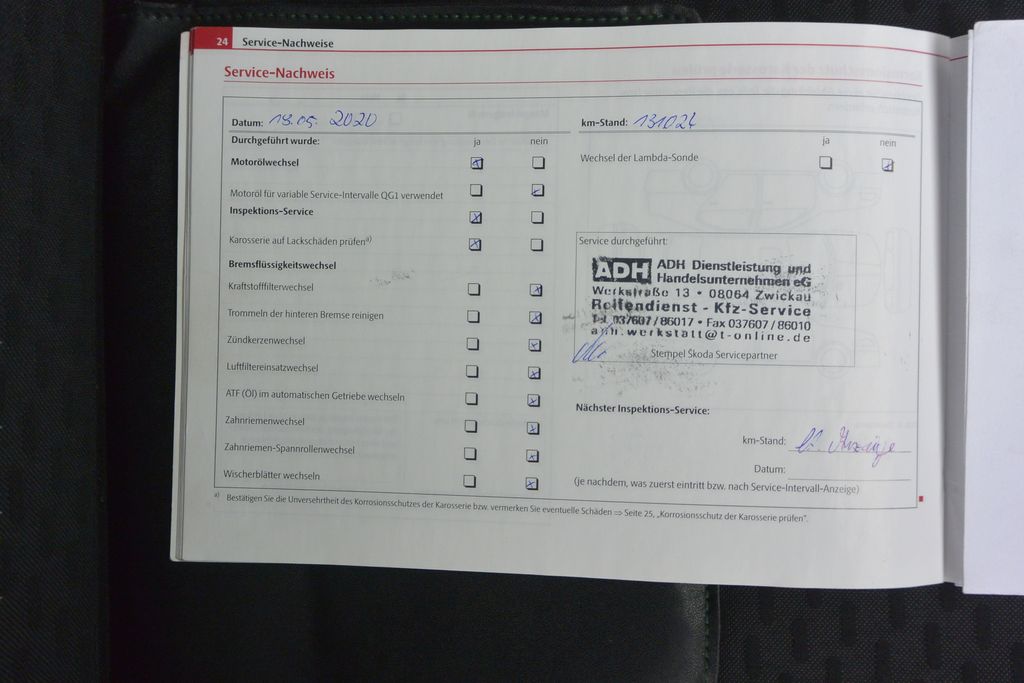 24 Service-Nachweise
Service-Nachweis
Datum: 18.05. 2020
km-Stand: 131024
Durchgeführt wurde: ja nein
ja nein
Motorölwechsel
Wechsel der Lambda-Sonde
Motoröl für variable Service-Intervalle QG1 verwendet
Inspektions-Service
Karosserie auf Lackschäden prüfen a)
Bremsflüssigkeitswechsel
Kraftstofffilterwechsel
Trommeln der hinteren Bremse reinigen
Zündkerzenwechsel
Luftfiltereinsatzwechsel
ATF (Öl) im automatischen Getriebe wechseln
Zahnriemenwechsel
Zahnriemen-Spannrollenwechsel
Wischerblätter wechseln
Service durchgeführt:
ADH ADH Dienstleistung und
Handelsunternehmen eG
Werkstraße 13 • 08064 Zwickau
Reifendienst - Kfz-Service
Tel. 037607/86017 • Fax 037607/86010
adh.werkstatt@t-online.de
Stempel Škoda Servicepartner
Nächster Inspektions-Service:
km-Stand: lt. Anzeige
Datum:
(je nachdem, was zuerst eintritt bzw. nach Service-Intervall-Anzeige)
a) Bestätigen Sie die Unversehrtheit des Korrosionsschutzes der Karosserie bzw. vermerken Sie eventuelle Schäden ⇒ Seite 25, „Korrosionsschutz der Karosserie prüfen".